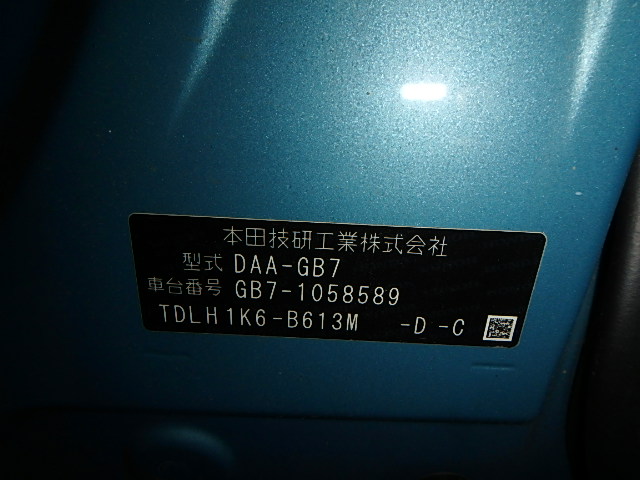 本田技研工業株式会社
型式 DAA-GB7
車台番号 GB7-1058589
TDLH1K6-B613M -D -C